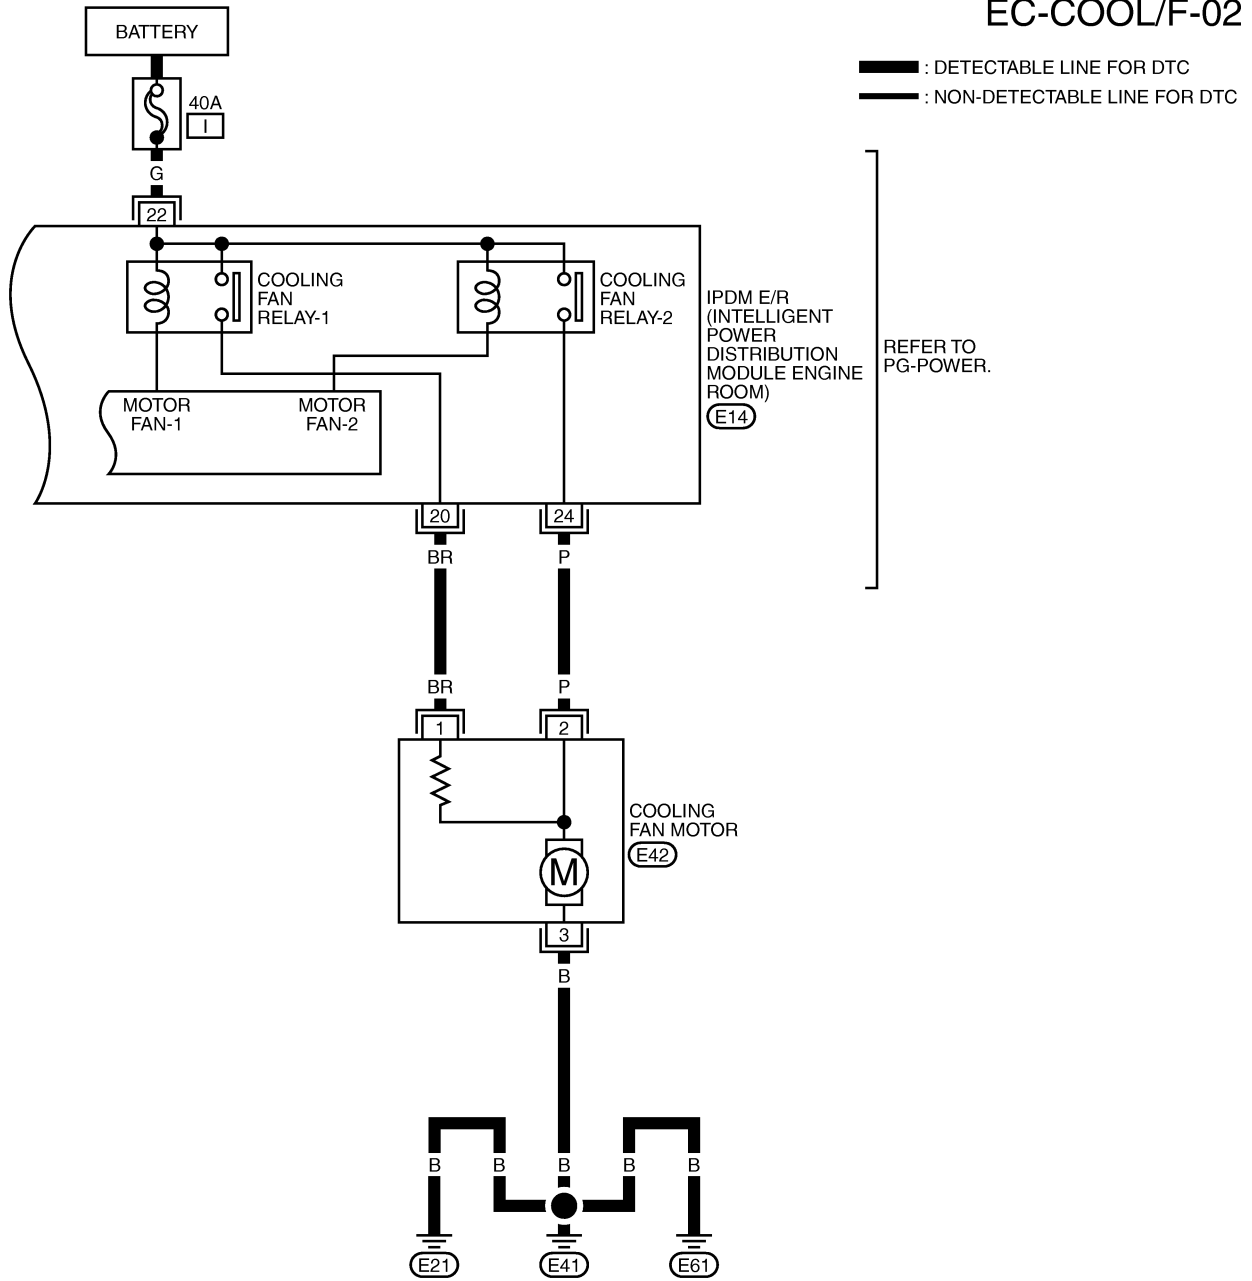 EC-COOL/F-02
BATTERY
: DETECTABLE LINE FOR DTC
: NON-DETECTABLE LINE FOR DTC
40A
I
G
22
COOLING
FAN
RELAY-1
COOLING
FAN
RELAY-2
IPDM E/R
(INTELLIGENT
POWER
DISTRIBUTION
MODULE ENGINE
ROOM)
E14
REFER TO
PG-POWER.
MOTOR
FAN-1
MOTOR
FAN-2
20
24
BR
P
BR
P
1
2
COOLING
FAN MOTOR
E42
M
3
B
B
B
B
B
B
E21
E41
E61